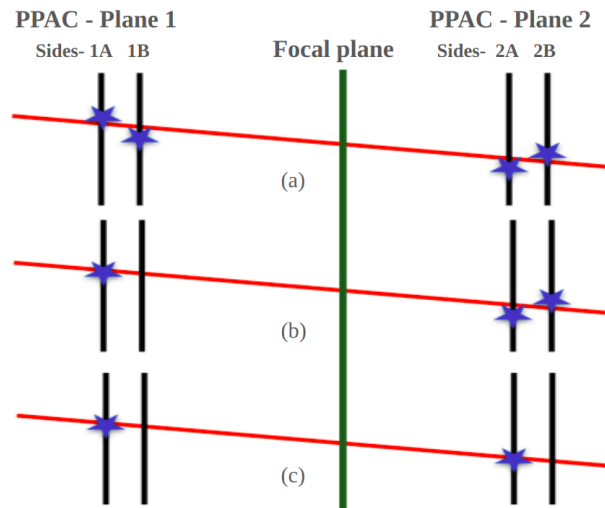 PPAC - Plane 1
Sides- 1A 1B
Focal plane
PPAC - Plane 2
Sides- 2A 2B
(a)
(b)
(c)